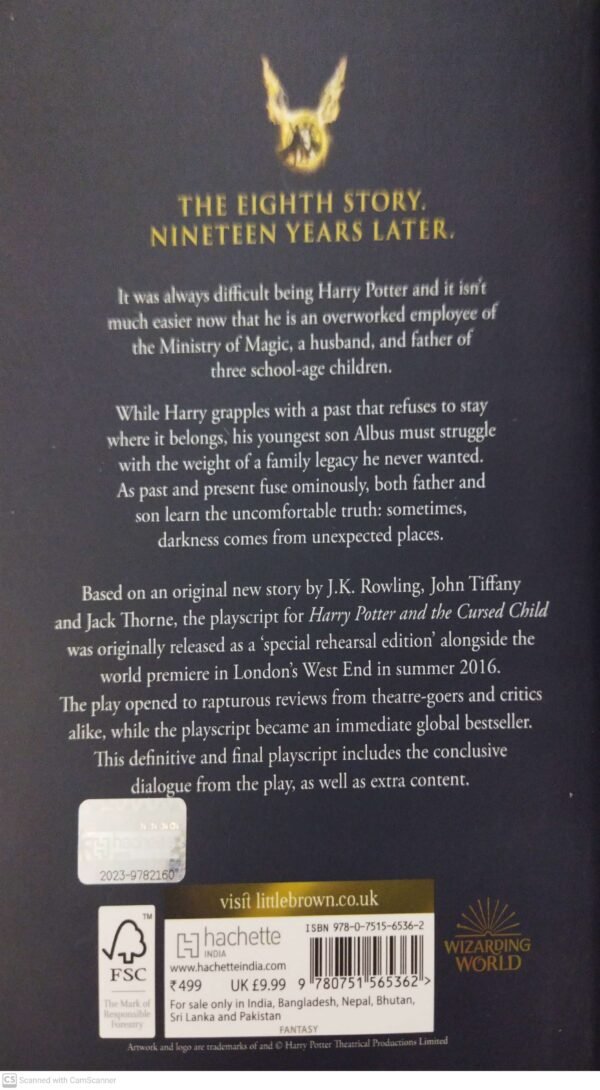 THE EIGHTH STORY.
NINETEEN YEARS LATER.
It was always difficult being Harry Potter and it isn't
much easier now that he is an overworked employee of
the Ministry of Magic, a husband, and father of
three school-age children.
While Harry grapples with a past that refuses to stay
where it belongs, his youngest son Albus must struggle
with the weight of a family legacy he never wanted.
As past and present fuse ominously, both father and
son learn the uncomfortable truth: sometimes,
darkness comes from unexpected places.
Based on an original new story by J.K. Rowling, John Tiffany
and Jack Thorne, the playscript for Harry Potter and the Cursed Child
was originally released as a 'special rehearsal edition' alongside the
world premiere in London's West End in summer 2016.
The play opened to rapturous reviews from theatre-goers and critics
alike, while the playscript became an immediate global bestseller.
This definitive and final playscript includes the conclusive
dialogue from the play, as well as extra content.
hachette
2023-9782160
visit littlebrown.co.uk
TM
FSC
The Mark of
Responsible
Forestry
ISBN 978-0-7515-6536-2
hachette
INDIA
www.hachetteindia.com
₹499 UK £9.99
9 780751 565362 >
For sale only in India, Bangladesh, Nepal, Bhutan,
Sri Lanka and Pakistan
FANTASY
WIZARDING
WORLD
Artwork and logo are trademarks of and © Harry Potter Theatrical Productions Limited
CS Scanned with CamScanner